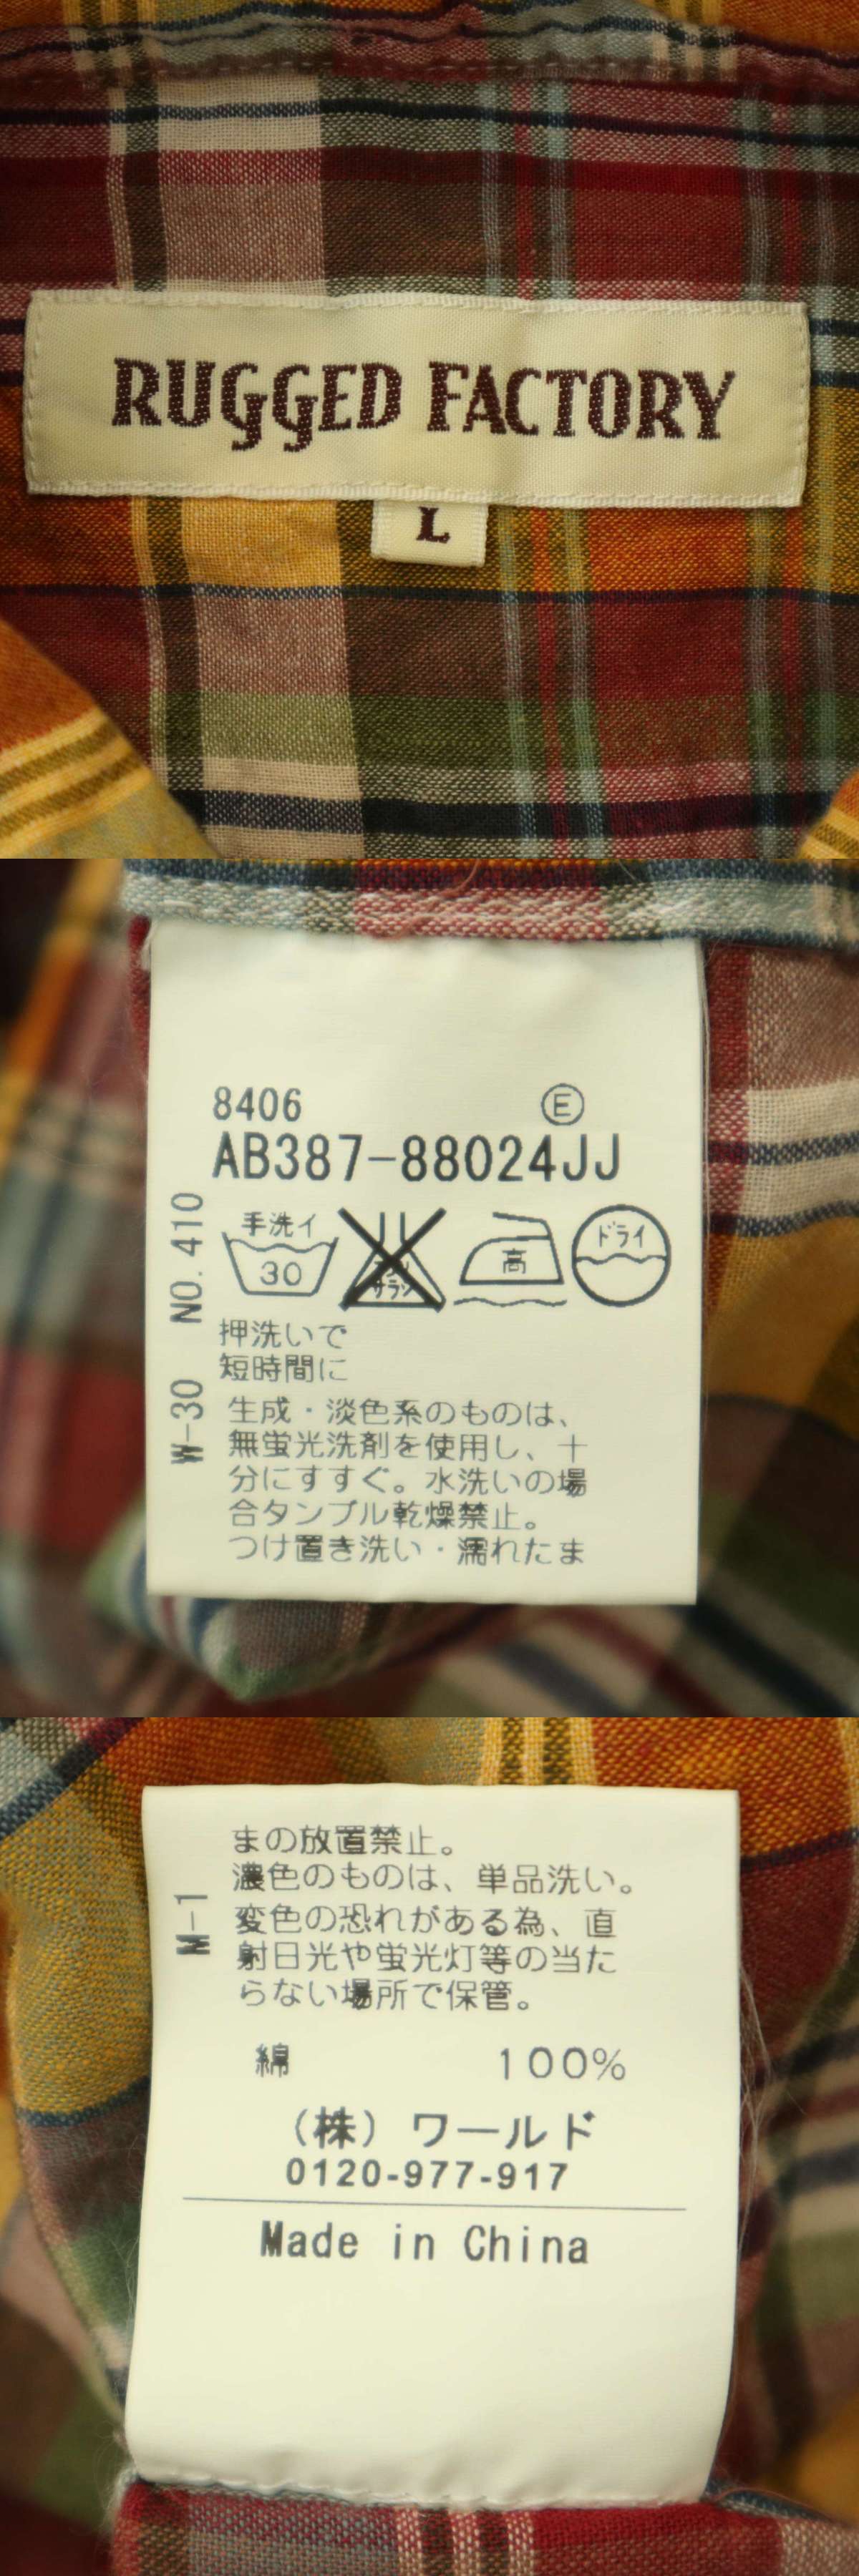 RUGGED FACTORY
L
8406 Ⓔ
AB387-88024JJ
手洗イ
30
高
ドライ
NO. 410
W-30
押洗いで
短時間に
生成・淡色系のものは、
無蛍光洗剤を使用し、十
分にすすぐ。水洗いの場
合タンブル乾燥禁止。
つけ置き洗い・濡れたま
まの放置禁止。
濃色のものは、単品洗い。
変色の恐れがある為、直
射日光や蛍光灯等の当た
らない場所で保管。
M-1
綿 100%
(株) ワールド
0120-977-917
Made in China